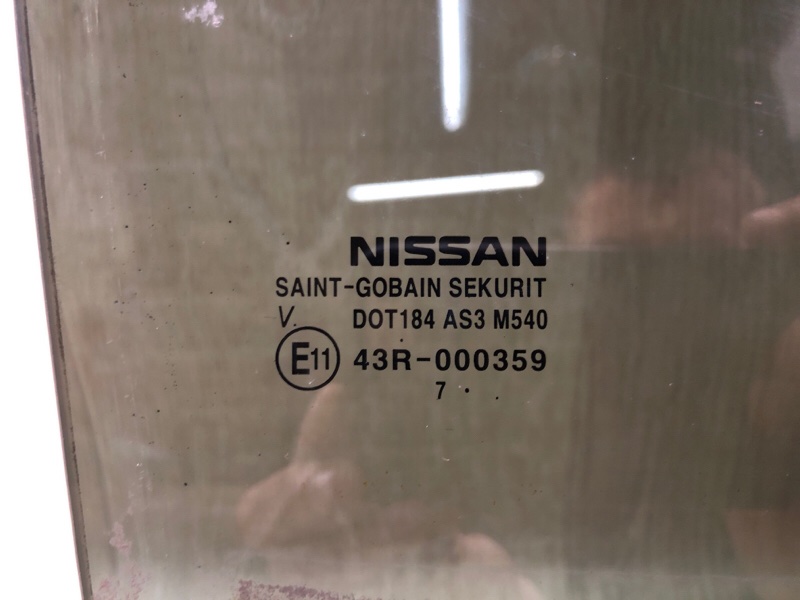 NISSAN
SAINT-GOBAIN SEKURIT
V. DOT184 AS3 M540
E11 43R-000359
7 .